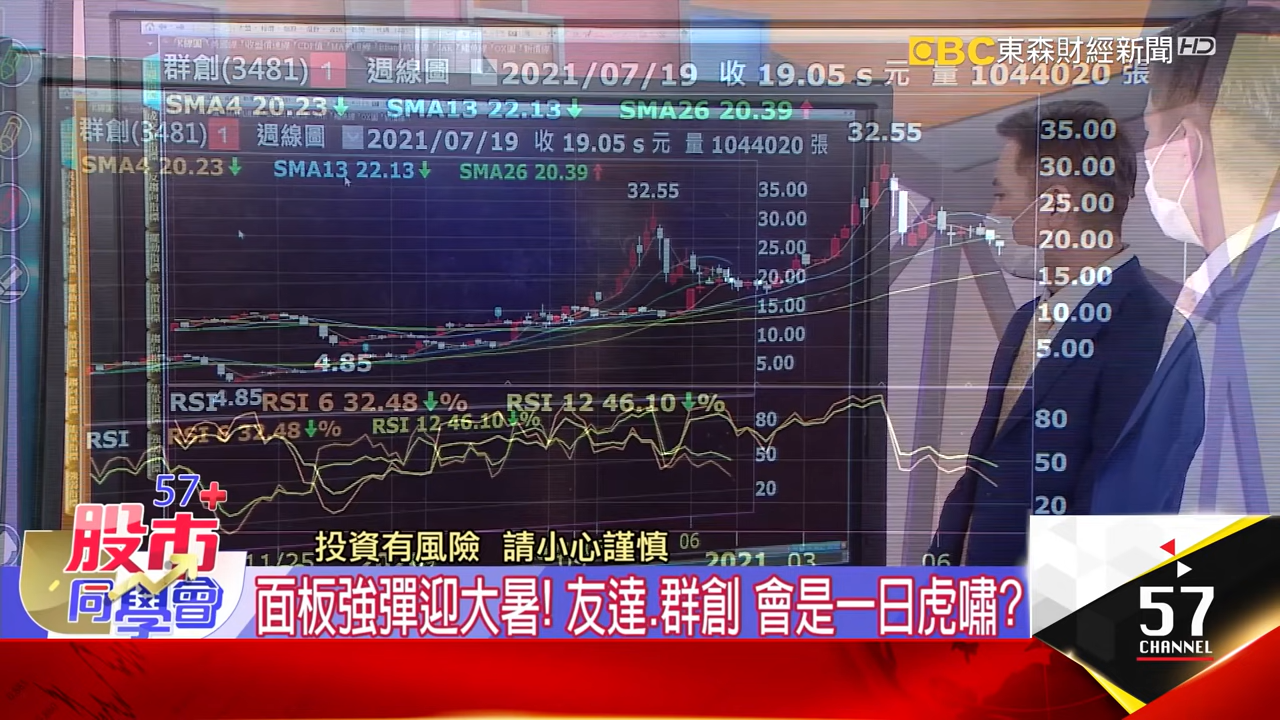 EBC 東森財經新聞 HD
群創(3481) 1 週線圖 2021/07/19 收 19.05 s 元 量 1044020 張
SMA4 20.23↓ SMA13 22.13↓ SMA26 20.39↑
群創(3481) 1 週線圖 2021/07/19 收 19.05 s 元 量 1044020 張
SMA4 20.23↓ SMA13 22.13↓ SMA26 20.39↑
32.55
35.00
30.00
25.00
20.00
15.00
10.00
5.00
32.55
35.00
30.00
25.00
20.00
15.00
10.00
5.00
4.85
4.85
RSI RSI 6 32.48↓% RSI 12 46.10↓%
RSI RSI 6 32.48↓% RSI 12 46.10↓%
80
50
20
80
50
20
11/25
06
2021 03 06
投資有風險 請小心謹慎
57+
股市
同學會
面板強彈迎大暑! 友達.群創 會是一日虎嘯?
57
CHANNEL